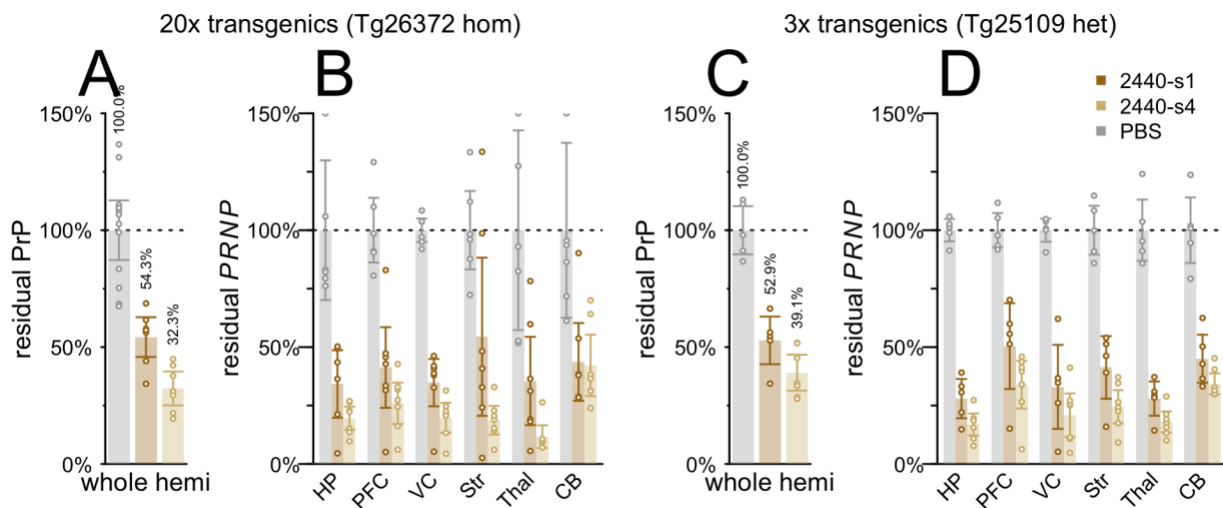 20x transgenics (Tg26372 hom)
3x transgenics (Tg25109 het)
A
B
C
D
2440-s1
2440-s4
PBS
residual PrP
150%
100%
50%
0%
100.0%
54.3%
32.3%
whole hemi
residual PRNP
150%
100%
50%
0%
HP
PFC
VC
Str
Thal
CB
residual PrP
150%
100%
50%
0%
100.0%
52.9%
39.1%
whole hemi
residual PRNP
150%
100%
50%
0%
HP
PFC
VC
Str
Thal
CB